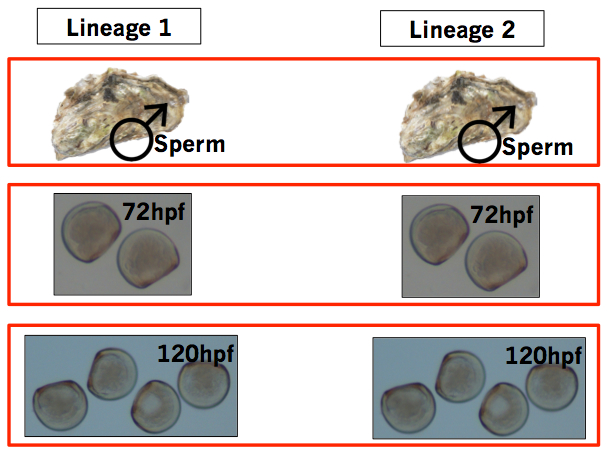 Lineage 1
Lineage 2
Sperm
Sperm
72hpf
72hpf
120hpf
120hpf